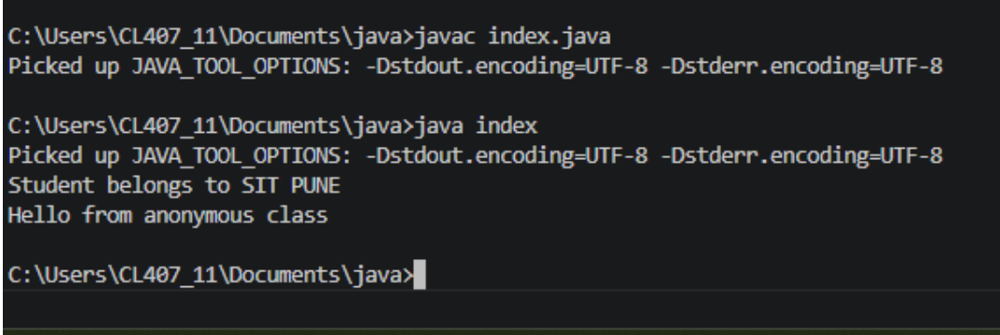 C:\Users\CL407_11\Documents\java>javac index.java
Picked up JAVA_TOOL_OPTIONS: -Dstdout.encoding=UTF-8 -Dstderr.encoding=UTF-8
C:\Users\CL407_11\Documents\java>java index
Picked up JAVA_TOOL_OPTIONS: -Dstdout.encoding=UTF-8 -Dstderr.encoding=UTF-8
Student belongs to SIT PUNE
Hello from anonymous class
C:\Users\CL407_11\Documents\java>